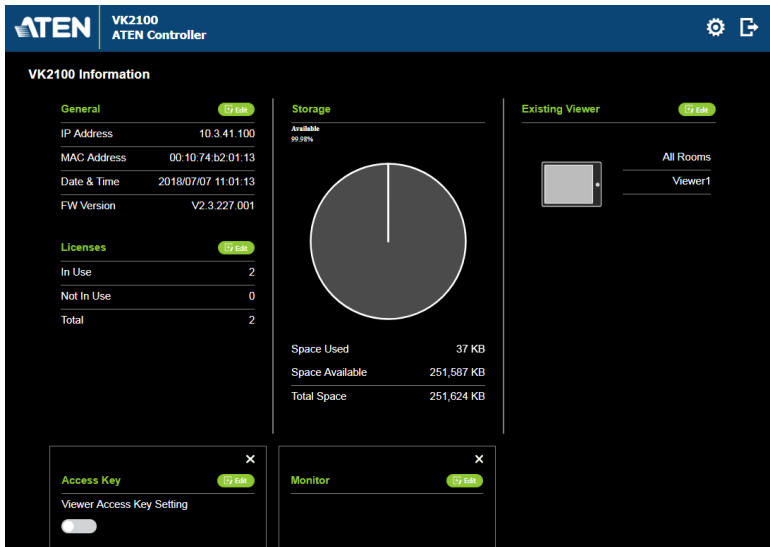 ATEN
VK2100
ATEN Controller
VK2100 Information
General Edit
IP Address 10.3.41.100
MAC Address 00:10:74:b2:01:13
Date & Time 2018/07/07 11:01:13
FW Version V2.3.227.001
Licenses Edit
In Use 2
Not In Use 0
Total 2
Storage
Available
99.98%
Space Used 37 KB
Space Available 251,587 KB
Total Space 251,624 KB
Existing Viewer Edit
All Rooms
Viewer1
Access Key Edit
Viewer Access Key Setting
Monitor Edit